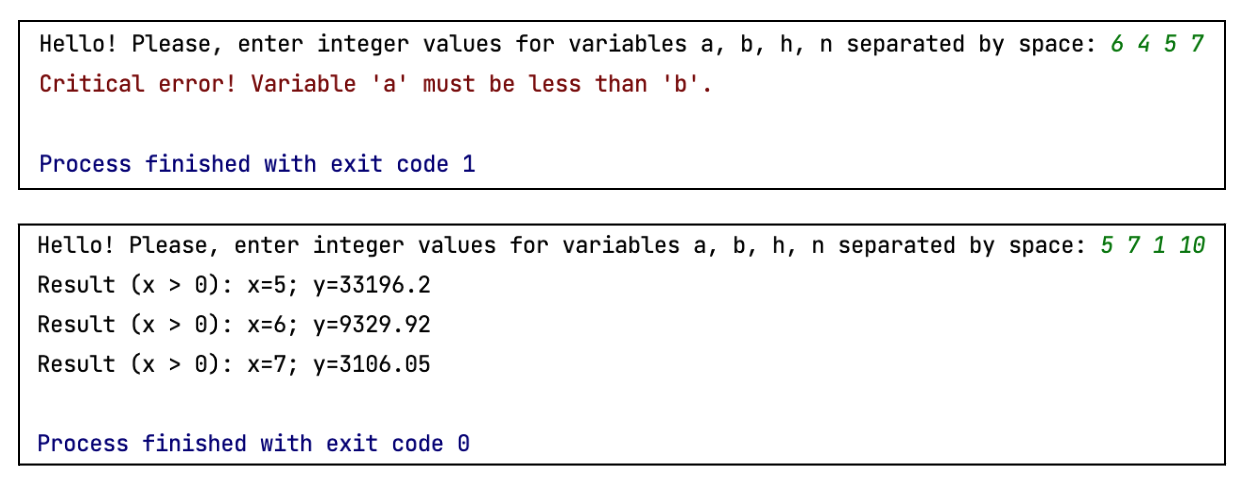 Hello! Please, enter integer values for variables a, b, h, n separated by space: 6 4 5 7
Critical error! Variable 'a' must be less than 'b'.
Process finished with exit code 1
Hello! Please, enter integer values for variables a, b, h, n separated by space: 5 7 1 10
Result (x > 0): x=5; y=33196.2
Result (x > 0): x=6; y=9329.92
Result (x > 0): x=7; y=3106.05
Process finished with exit code 0